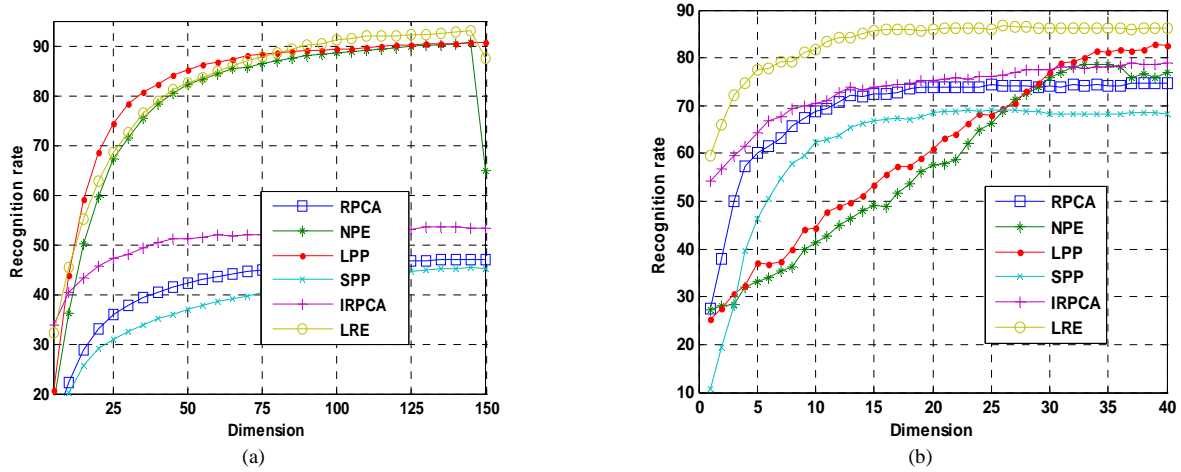 (a)
Recognition rate
100
90
80
70
60
50
40
30
20
25
50
75
100
125
150
Dimension
RPCA
NPE
LPP
SPP
IRPCA
LRE
(b)
Recognition rate
90
80
70
60
50
40
30
20
10
0
5
10
15
20
25
30
35
40
Dimension
RPCA
NPE
LPP
SPP
IRPCA
LRE
(a)
(b)